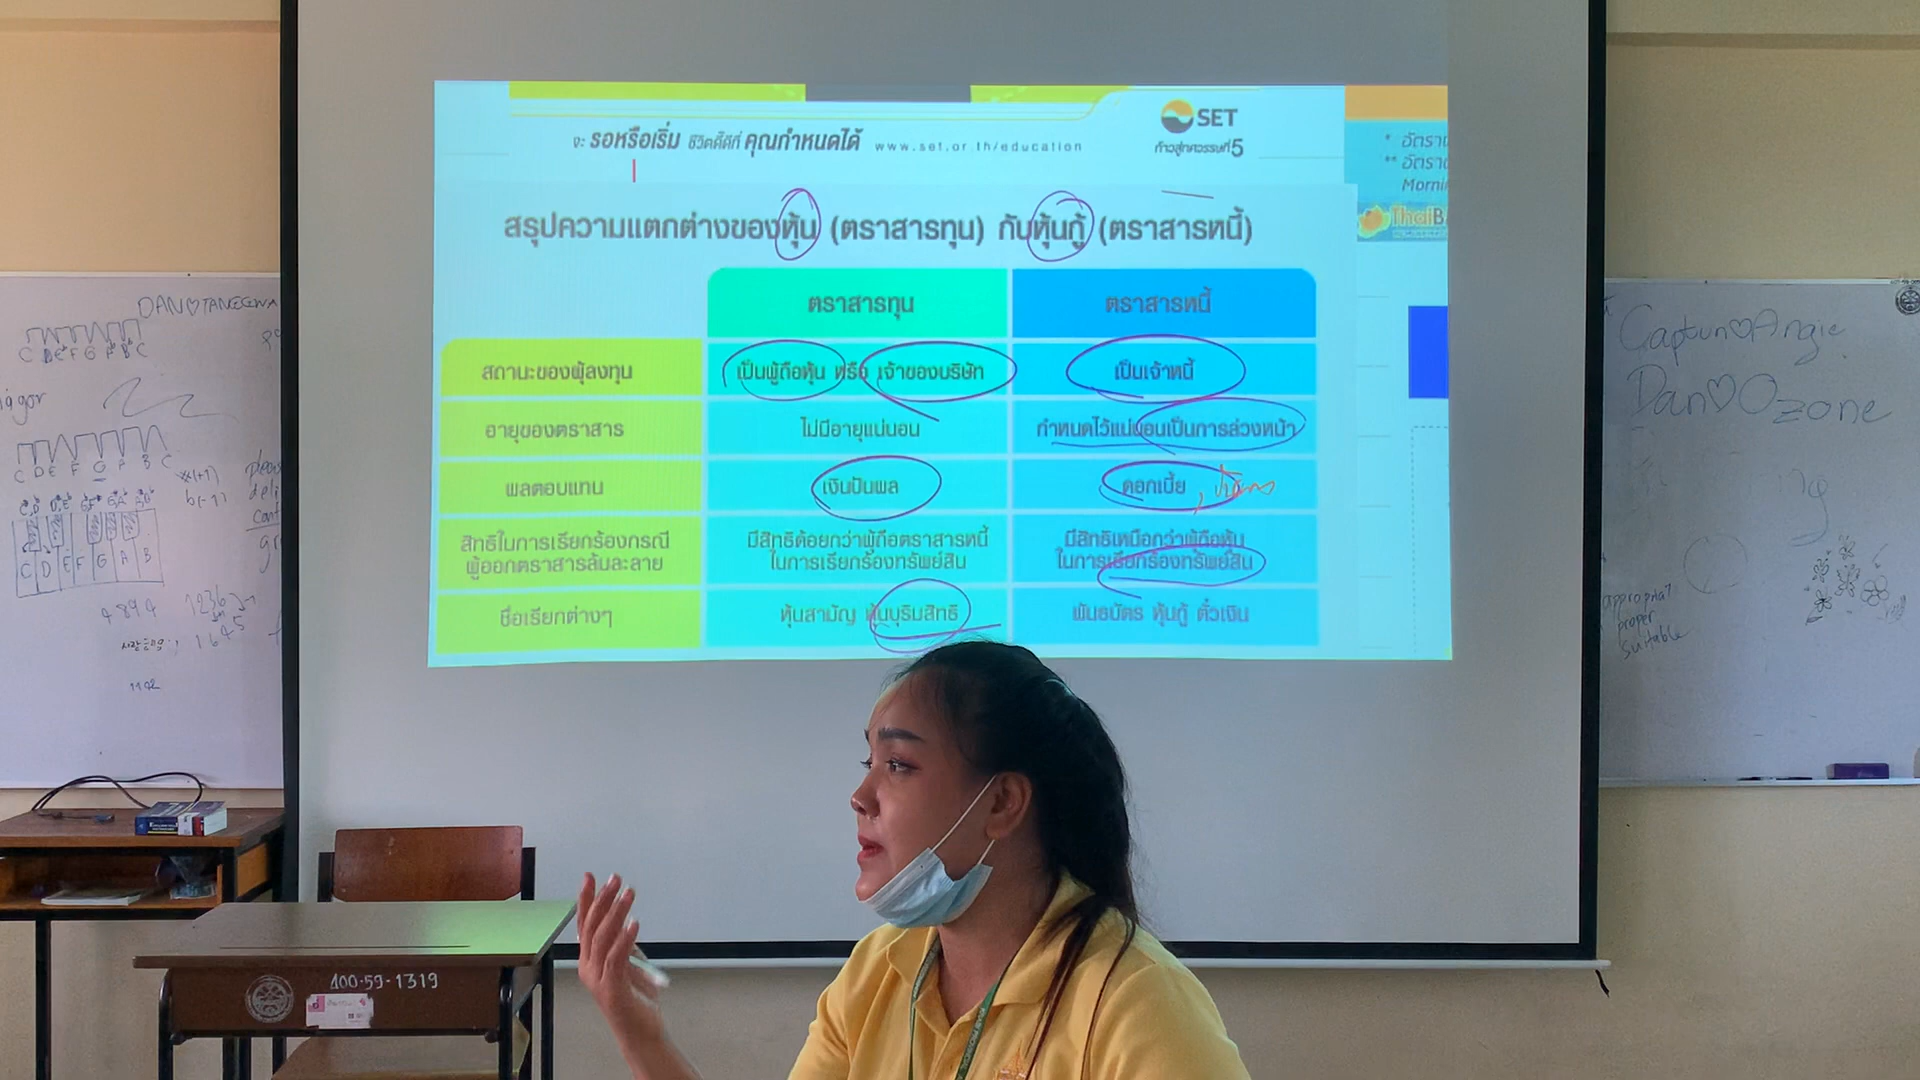 จะ รอหรือเริ่ม ชีวิตดีดีที่ คุณกำหนดได้ www.set.or.th/education
SET
ก้าวสู่ทศวรรษที่ 5
* อัตรา
** อัตรา
Morni
ThaiB
สรุปความแตกต่างของหุ้น (ตราสารทุน) กับหุ้นกู้ (ตราสารหนี้)
ตราสารทุน ตราสารหนี้
สถานะของผู้ลงทุน เป็นผู้ถือหุ้น หรือ เจ้าของบริษัท เป็นเจ้าหนี้
อายุของตราสาร ไม่มีอายุแน่นอน กำหนดไว้แน่นอนเป็นการล่วงหน้า
ผลตอบแทน เงินปันผล ดอกเบี้ย
สิทธิในการเรียกร้องกรณี มีสิทธิด้อยกว่าผู้ถือตราสารหนี้ มีสิทธิเหนือกว่าผู้ถือหุ้น
ผู้ออกตราสารล้มละลาย ในการเรียกร้องทรัพย์สิน ในการเรียกร้องทรัพย์สิน
ชื่อเรียกต่างๆ หุ้นสามัญ หุ้นบุริมสิทธิ พันธบัตร หุ้นกู้ ตั๋วเงิน
C D E F G A B C
C D E F G A B C
C D E F G A B
4894
1236
1645
Captun♡Angie
Dan♡Ozone
appropriat
proper
suitable
400-59-1319